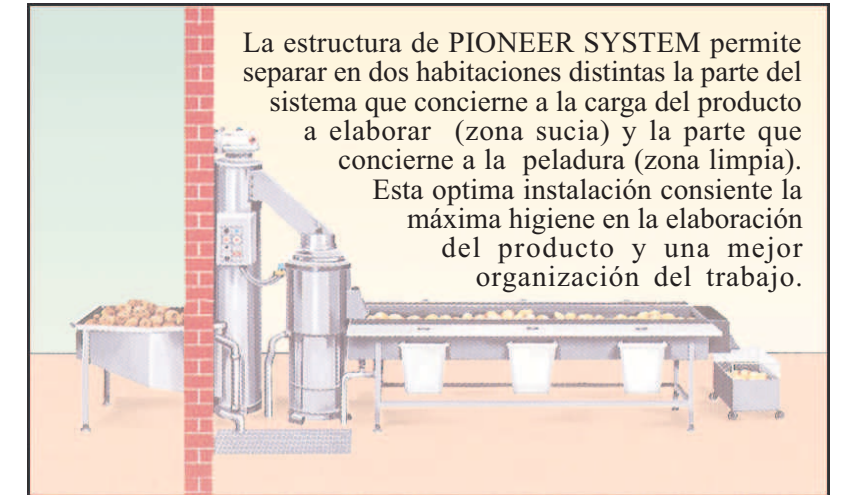 La estructura de PIONEER SYSTEM permite
separar en dos habitaciones distintas la parte del
sistema que concierne a la carga del producto
a elaborar (zona sucia) y la parte que
concierne a la peladura (zona limpia).
Esta optima instalación consiente la
máxima higiene en la elaboración
del producto y una mejor
organización del trabajo.